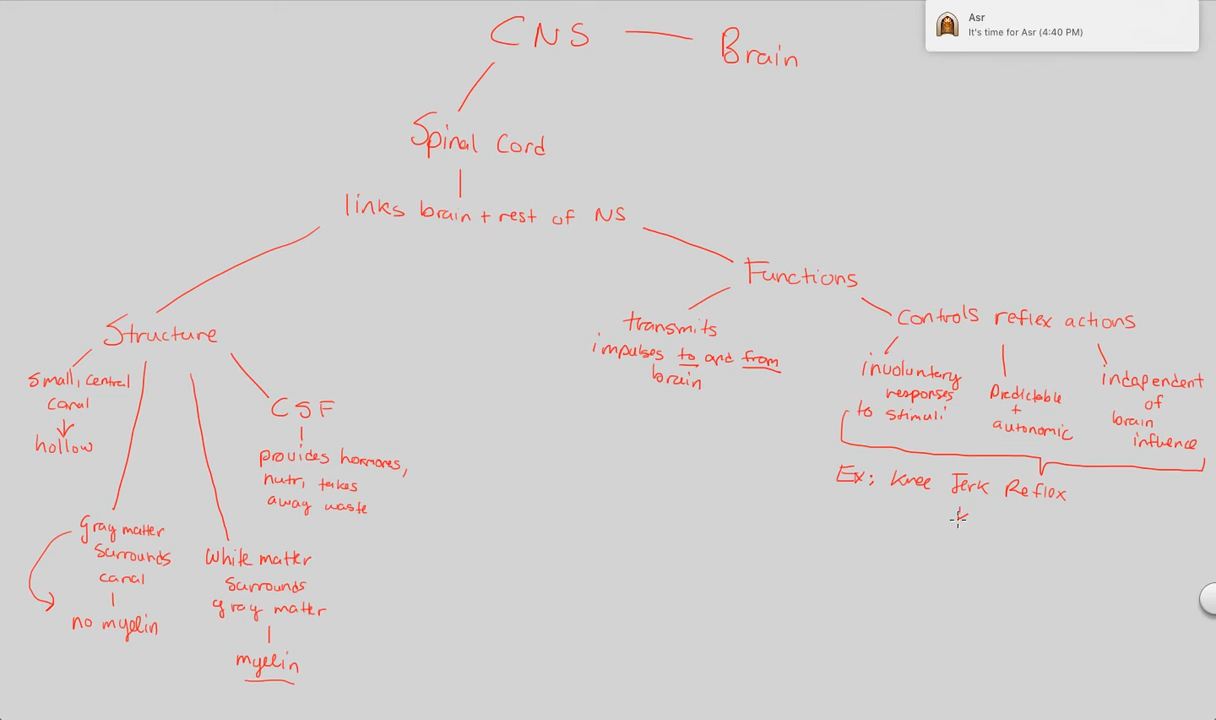 CNS
Brain
Asr
It's time for Asr (4:40 PM)
Spinal Cord
links brain + rest of NS
Structure
small, central
canal
hollow
gray matter
surrounds
canal
no myelin
white matter
surrounds
gray matter
myelin
CSF
provides hormones,
nutri, takes
away waste
Functions
transmits
impulses to and from
brain
Controls reflex actions
involuntary
responses
to stimuli
Predictable
+
autonomic
independent
of
brain
influence
Ex: Knee Jerk Reflex